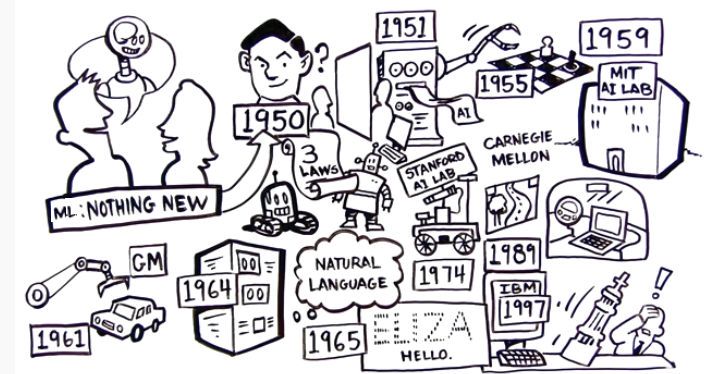 ML: NOTHING NEW
1950
?
3
LAWS
1951
AI
1955
1959
MIT
AI LAB
CARNEGIE
MELLON
STANFORD
AI LAB
1974
1989
GM
1961
1964
NATURAL
LANGUAGE
1965
ELIZA
HELLO.
IBM
1997
!